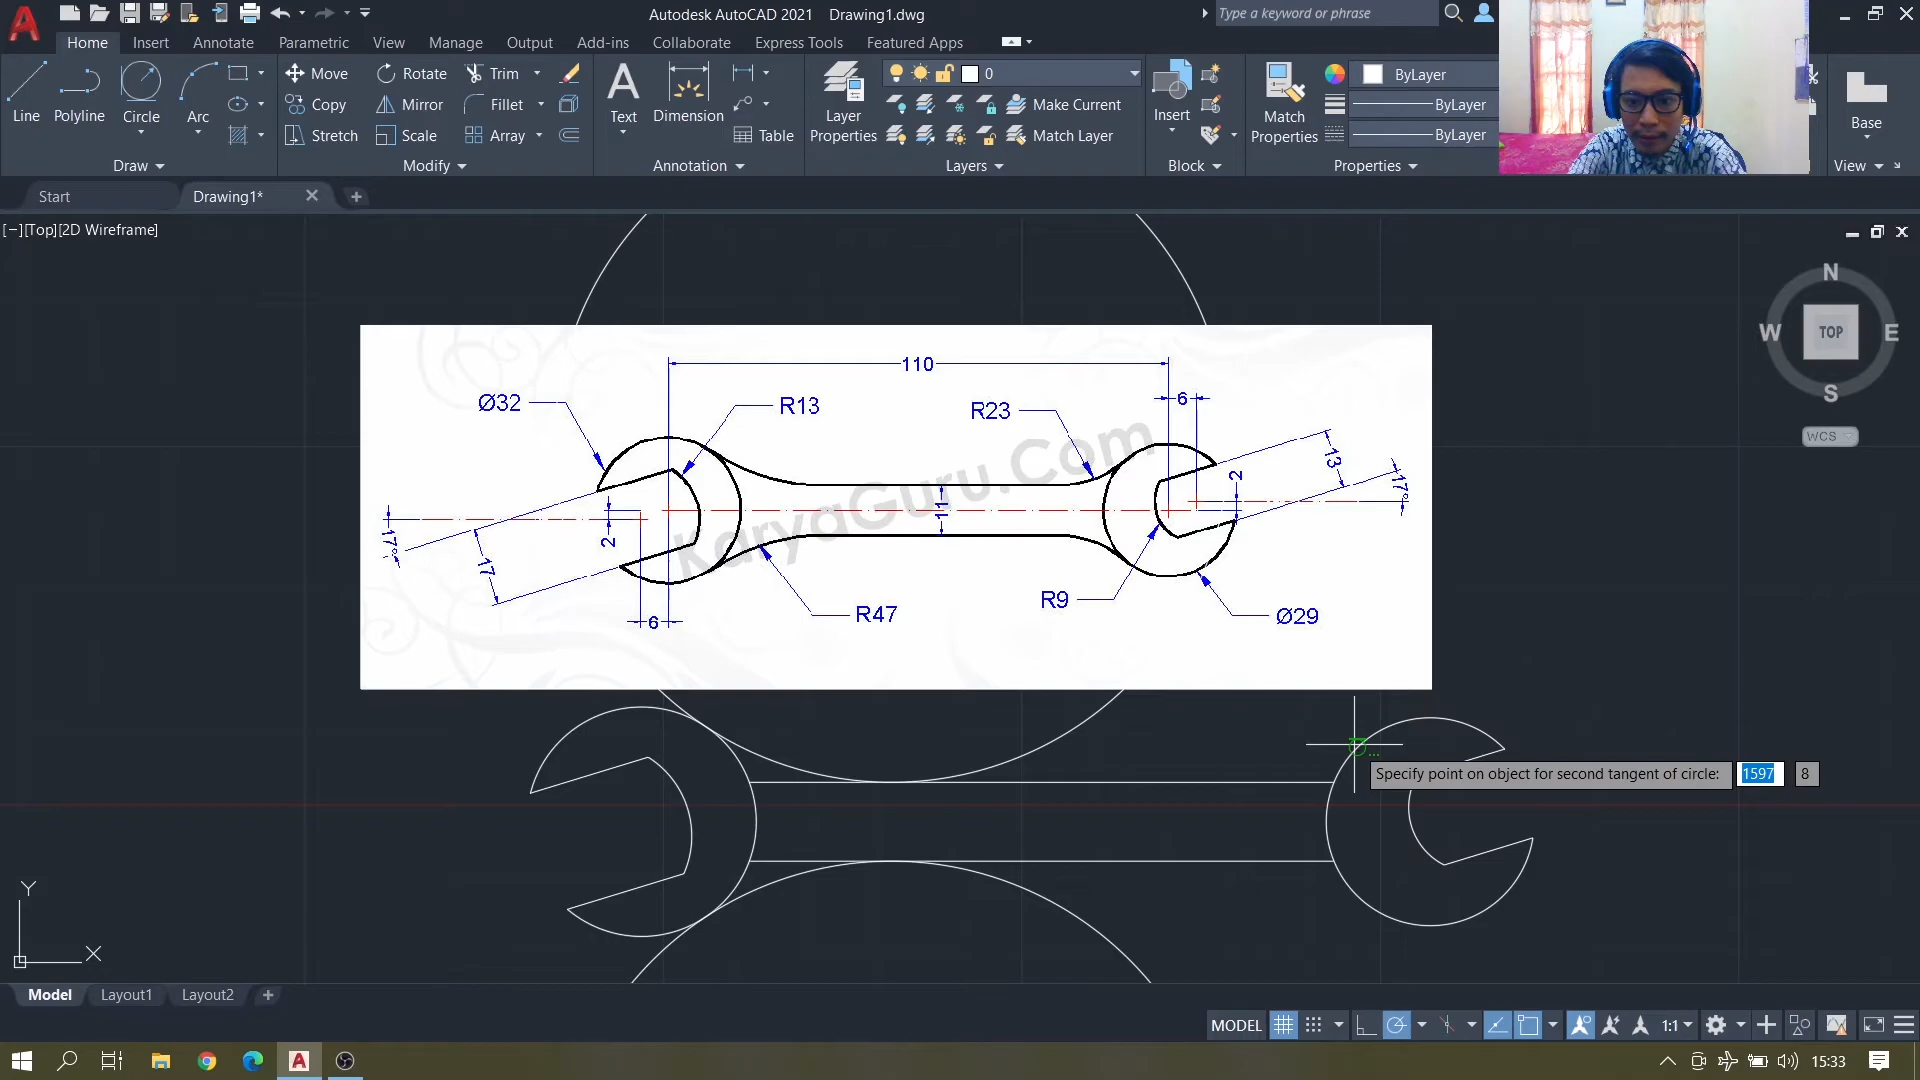 Autodesk AutoCAD 2021 Drawing1.dwg
Type a keyword or phrase
Home Insert Annotate Parametric View Manage Output Add-ins Collaborate Express Tools Featured Apps
Line Polyline Circle Arc
Move Rotate Trim
Copy Mirror Fillet
Stretch Scale Array
Text Dimension Table
Layer Properties
0
Make Current
Match Layer
Insert
Match Properties
ByLayer
ByLayer
ByLayer
Base
Draw Modify Annotation Layers Block Properties View
Start Drawing1*
[−][Top][2D Wireframe]
N
W TOP E
S
WCS
110
Ø32
R13
R23
6
13
17°
2
11
17°
2
17
6
R47
R9
Ø29
KaryaGuru.Com
Specify point on object for second tangent of circle: 1597 8
Y
X
Model Layout1 Layout2
MODEL 1:1
15:33